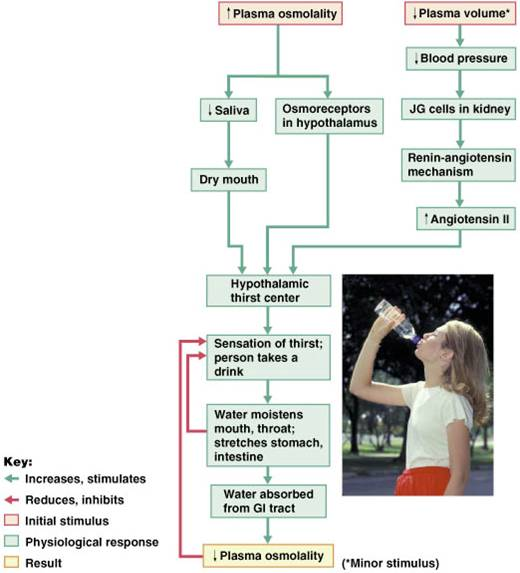 ↑ Plasma osmolality
↓ Plasma volume*
↓ Blood pressure
↓ Saliva
Osmoreceptors
in hypothalamus
JG cells in kidney
Dry mouth
Renin-angiotensin
mechanism
↑ Angiotensin II
Hypothalamic
thirst center
Sensation of thirst;
person takes a
drink
Water moistens
mouth, throat;
stretches stomach,
intestine
Water absorbed
from GI tract
↓ Plasma osmolality
(*Minor stimulus)
Key:
Increases, stimulates
Reduces, inhibits
Initial stimulus
Physiological response
Result